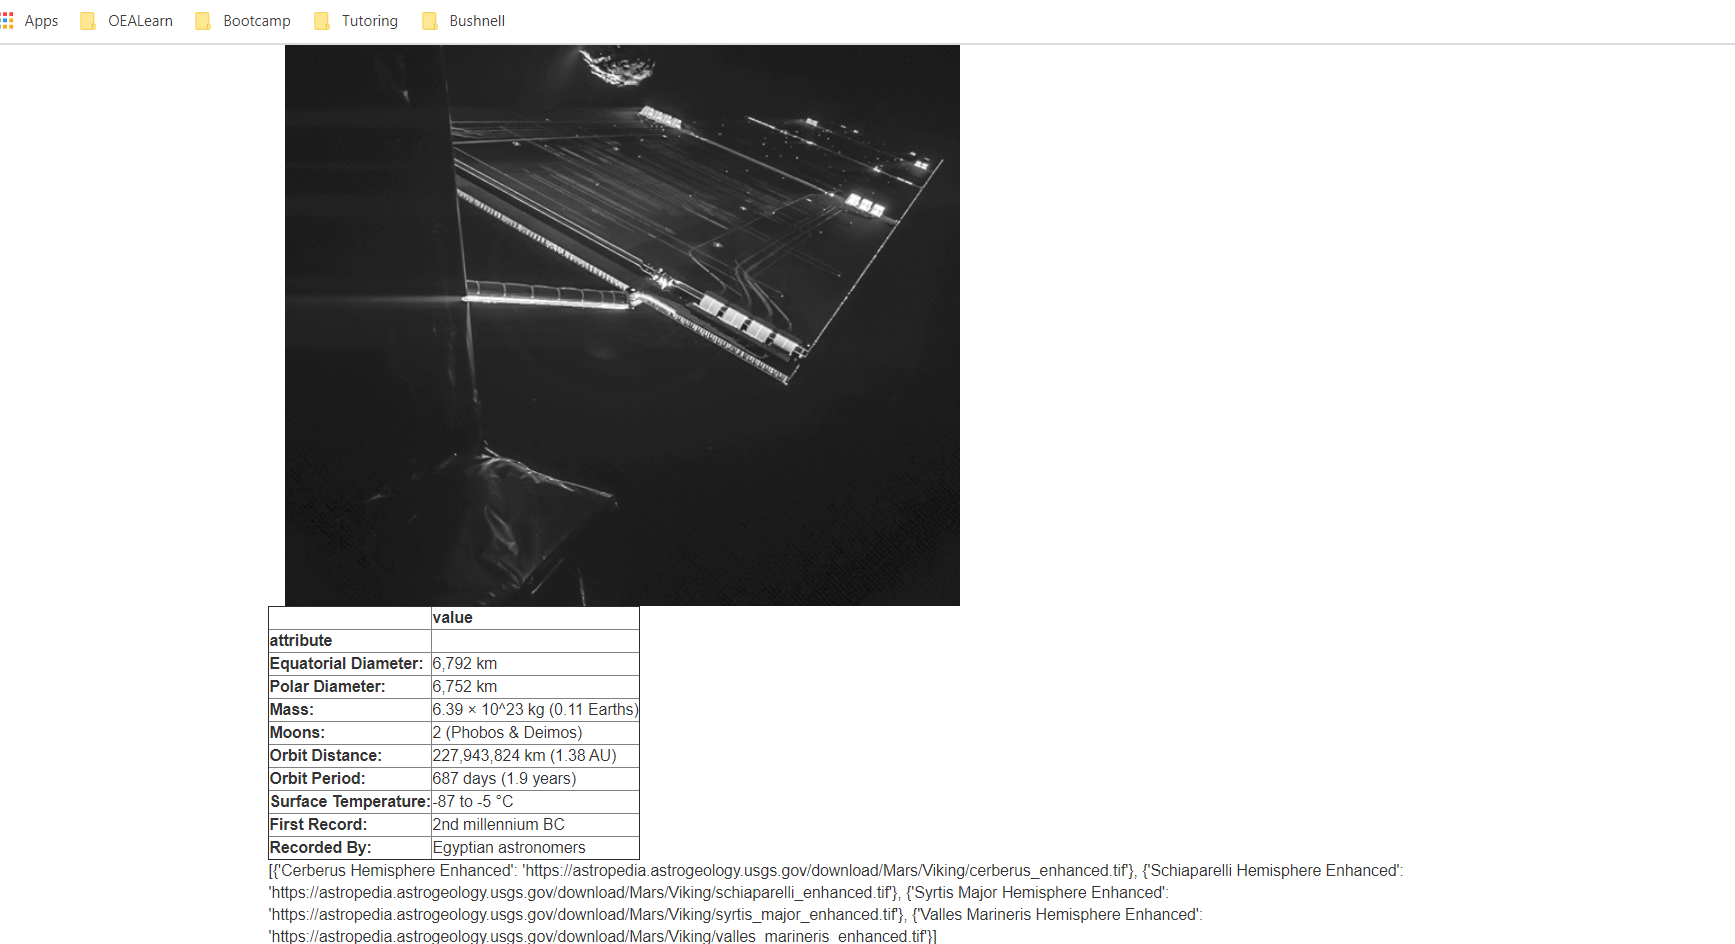 Apps OEALearn Bootcamp Tutoring Bushnell
value
attribute
Equatorial Diameter: 6,792 km
Polar Diameter: 6,752 km
Mass: 6.39 × 10^23 kg (0.11 Earths)
Moons: 2 (Phobos & Deimos)
Orbit Distance: 227,943,824 km (1.38 AU)
Orbit Period: 687 days (1.9 years)
Surface Temperature: -87 to -5 °C
First Record: 2nd millennium BC
Recorded By: Egyptian astronomers
[{'Cerberus Hemisphere Enhanced': 'https://astropedia.astrogeology.usgs.gov/download/Mars/Viking/cerberus_enhanced.tif'}, {'Schiaparelli Hemisphere Enhanced':
'https://astropedia.astrogeology.usgs.gov/download/Mars/Viking/schiaparelli_enhanced.tif'}, {'Syrtis Major Hemisphere Enhanced':
'https://astropedia.astrogeology.usgs.gov/download/Mars/Viking/syrtis_major_enhanced.tif'}, {'Valles Marineris Hemisphere Enhanced':
'https://astropedia.astrogeology.usgs.gov/download/Mars/Viking/valles_marineris_enhanced.tif'}]